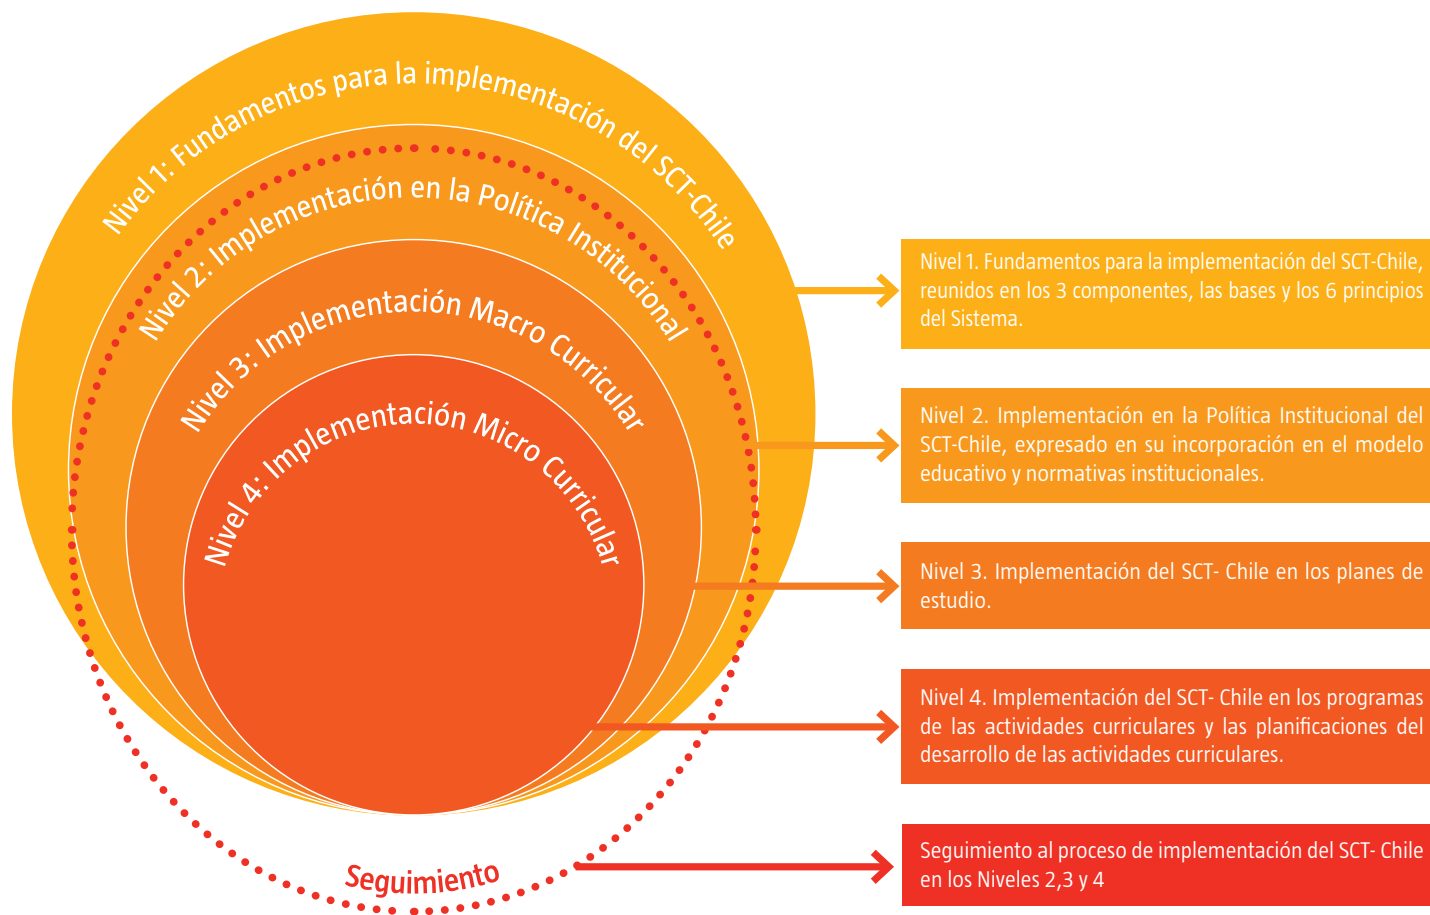 Nivel 1: Fundamentos para la implementación del SCT-Chile
Nivel 2: Implementación en la Política Institucional
Nivel 3: Implementación Macro Curricular
Nivel 4: Implementación Micro Curricular
Seguimiento
Nivel 1. Fundamentos para la implementación del SCT-Chile,
reunidos en los 3 componentes, las bases y los 6 principios
del Sistema.
Nivel 2. Implementación en la Política Institucional del
SCT-Chile, expresado en su incorporación en el modelo
educativo y normativas institucionales.
Nivel 3. Implementación del SCT- Chile en los planes de
estudio.
Nivel 4. Implementación del SCT- Chile en los programas
de las actividades curriculares y las planificaciones del
desarrollo de las actividades curriculares.
Seguimiento al proceso de implementación del SCT- Chile
en los Niveles 2,3 y 4